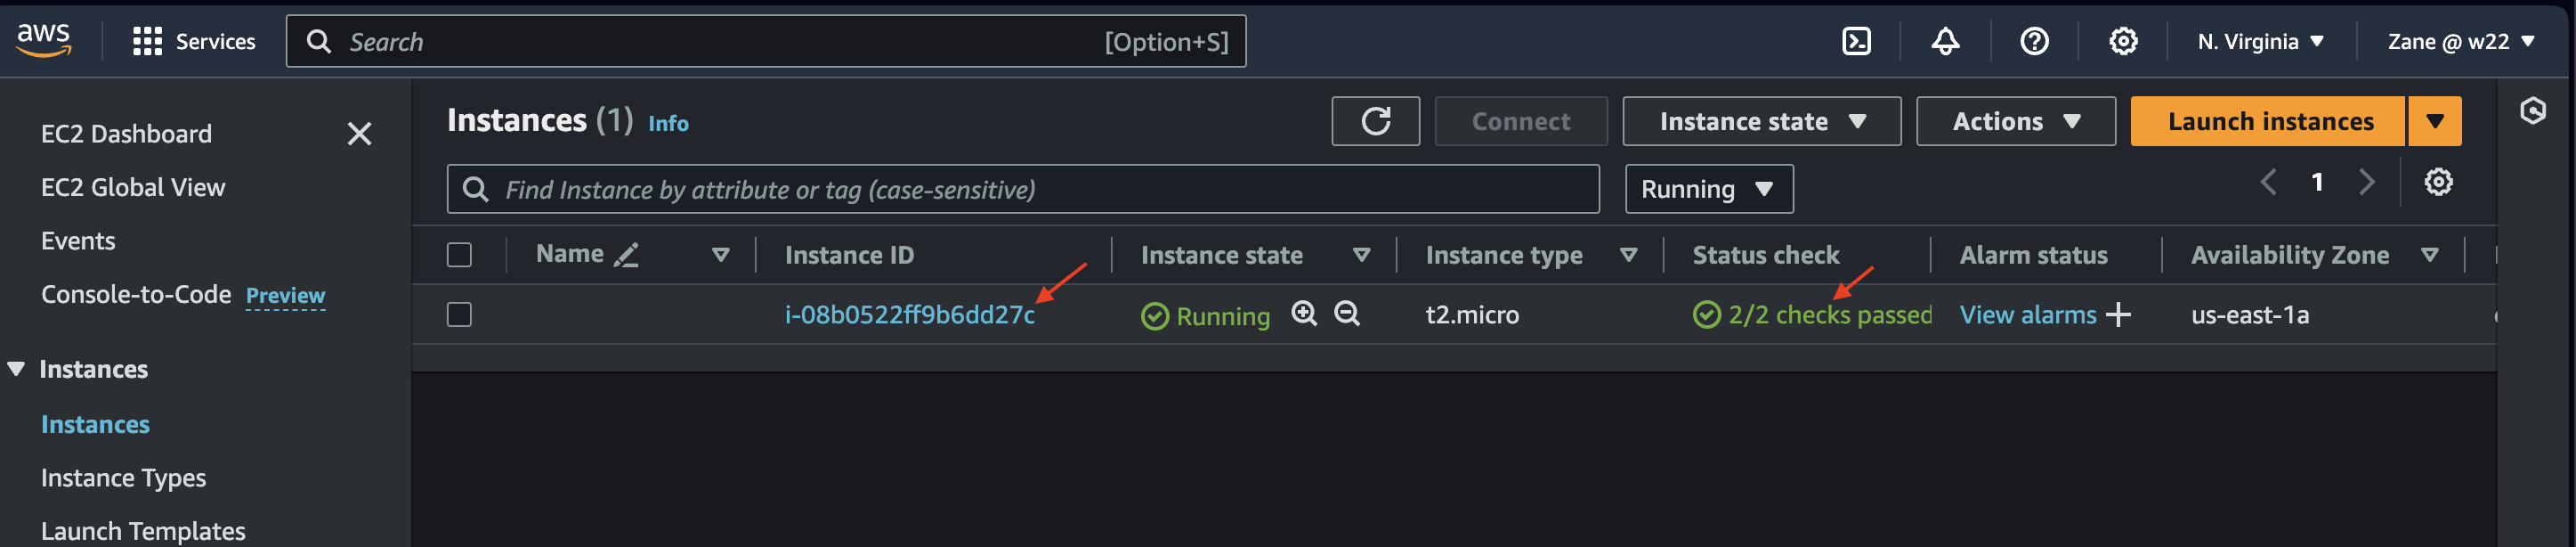 aws Services Search [Option+S] N. Virginia Zane @ w22
EC2 Dashboard
EC2 Global View
Events
Console-to-Code Preview
Instances
Instances
Instance Types
Launch Templates
Instances (1) Info Connect Instance state Actions Launch instances
Find Instance by attribute or tag (case-sensitive) Running 1
Name Instance ID Instance state Instance type Status check Alarm status Availability Zone
i-08b0522ff9b6dd27c Running t2.micro 2/2 checks passed View alarms us-east-1a